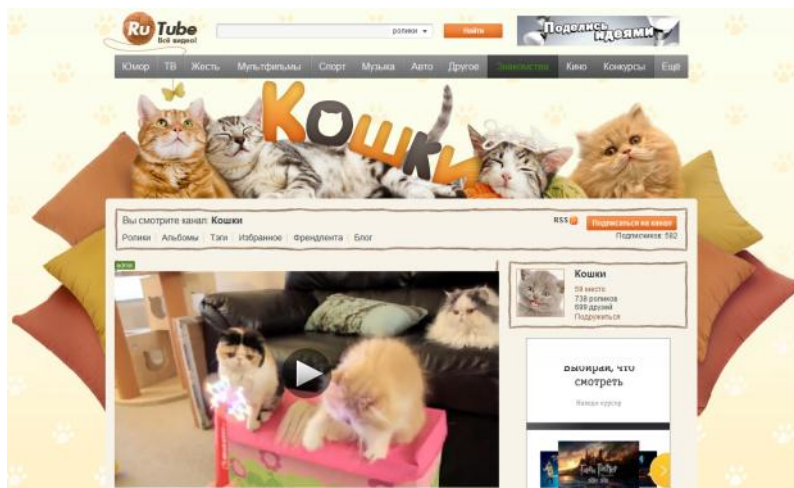 RuTube
Всё видео!
ролики
Найти
Поделись
идеями
Юмор ТВ Жесть Мультфильмы Спорт Музыка Авто Другое Знакомства Кино Конкурсы Ещё
Кошки
Вы смотрите канал: Кошки
RSS
Подписаться на канал
Ролики Альбомы Тэги Избранное Френдлента Блог
Подписчиков: 592
Кошки
59 место
738 роликов
699 друзей
Подружиться
Выбирай, что
смотреть